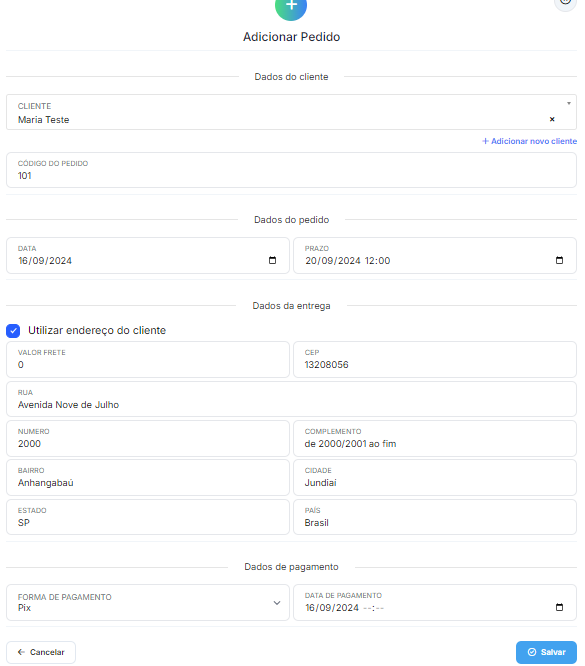 Adicionar Pedido
Dados do cliente
CLIENTE
Maria Teste
×
+ Adicionar novo cliente
CÓDIGO DO PEDIDO
101
Dados do pedido
DATA
16/09/2024
PRAZO
20/09/2024 12:00
Dados da entrega
Utilizar endereço do cliente
VALOR FRETE
0
CEP
13208056
RUA
Avenida Nove de Julho
NUMERO
2000
COMPLEMENTO
de 2000/2001 ao fim
BAIRRO
Anhangabaú
CIDADE
Jundiaí
ESTADO
SP
PAÍS
Brasil
Dados de pagamento
FORMA DE PAGAMENTO
Pix
DATA DE PAGAMENTO
16/09/2024 --:--
Cancelar
Salvar